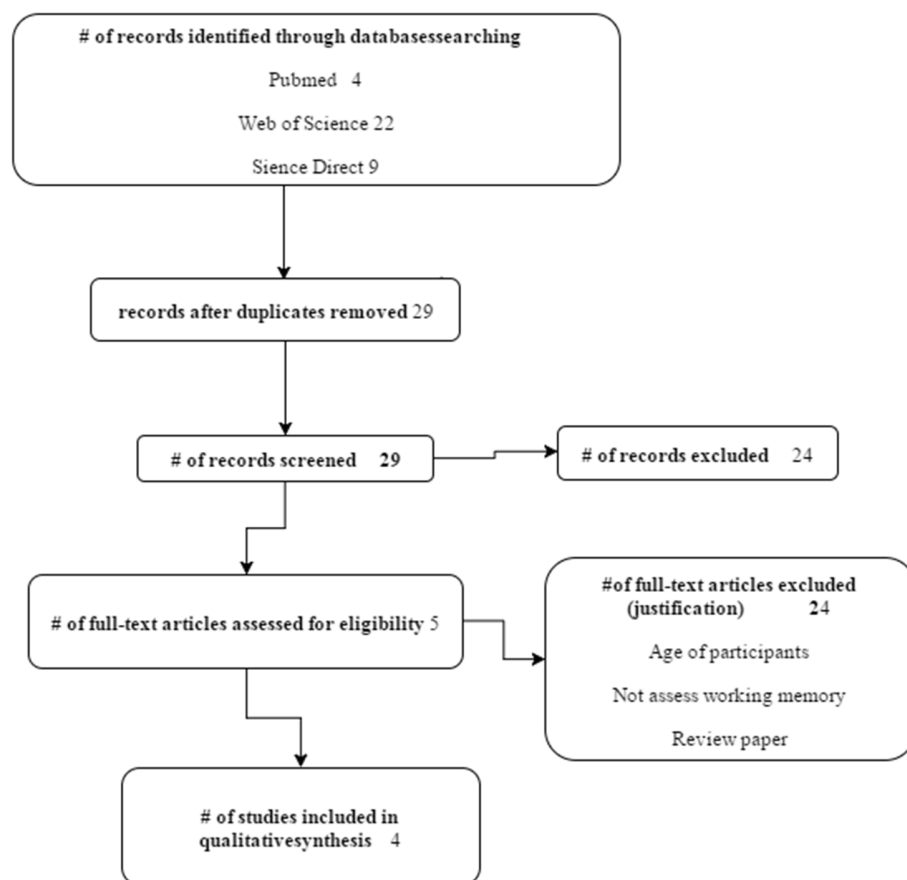 # of records identified through databasessearching
Pubmed 4
Web of Science 22
Sience Direct 9
records after duplicates removed 29
# of records screened 29
# of records excluded 24
# of full-text articles assessed for eligibility 5
#of full-text articles excluded
(justification) 24
Age of participants
Not assess working memory
Review paper
# of studies included in
qualitativesynthesis 4